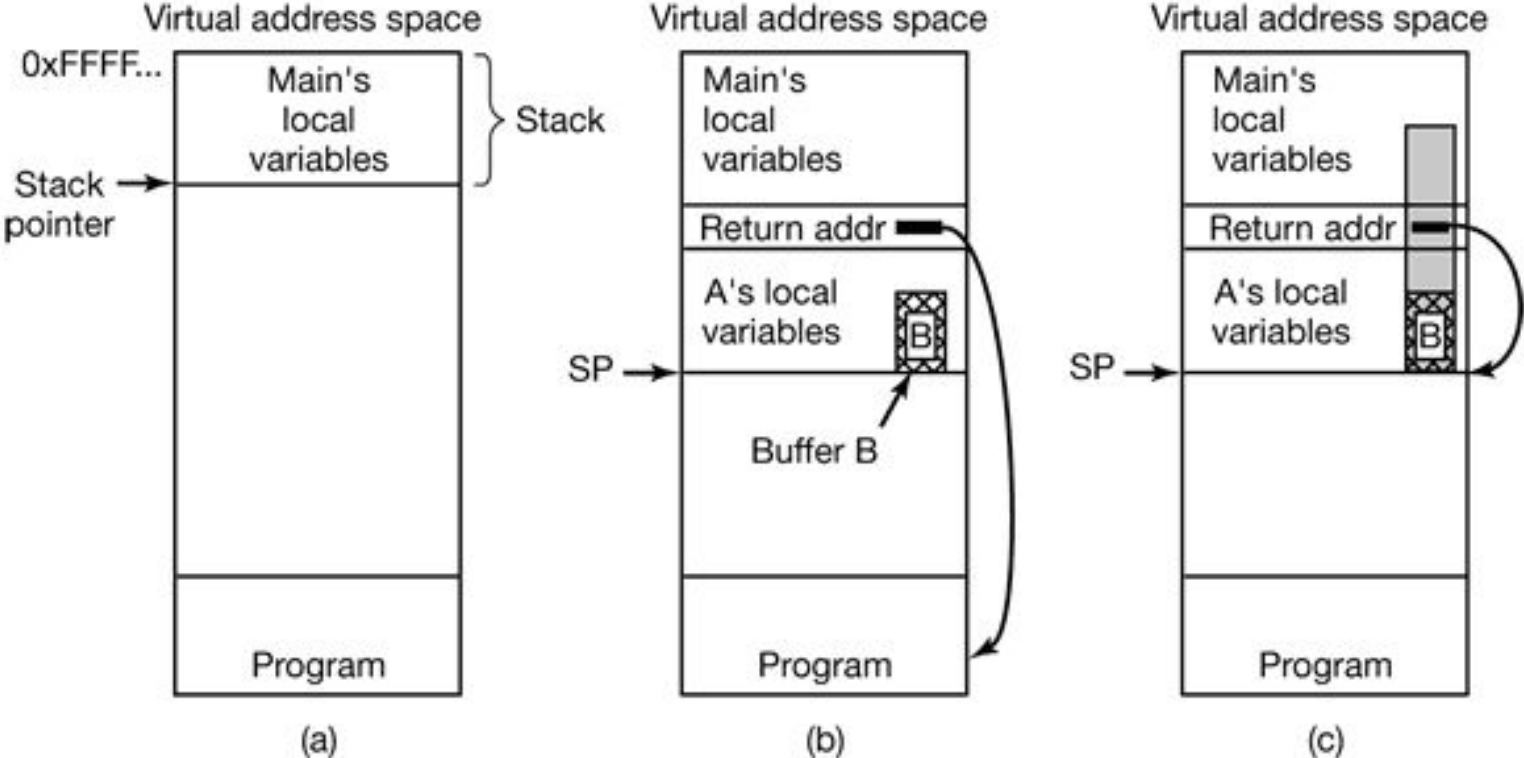 Virtual address space
0xFFFF...
Main's
local
variables
Stack
Stack
pointer
Program
(a)
Virtual address space
Main's
local
variables
Return addr
A's local
variables
B
SP
Buffer B
Program
(b)
Virtual address space
Main's
local
variables
Return addr
A's local
variables
B
SP
Program
(c)